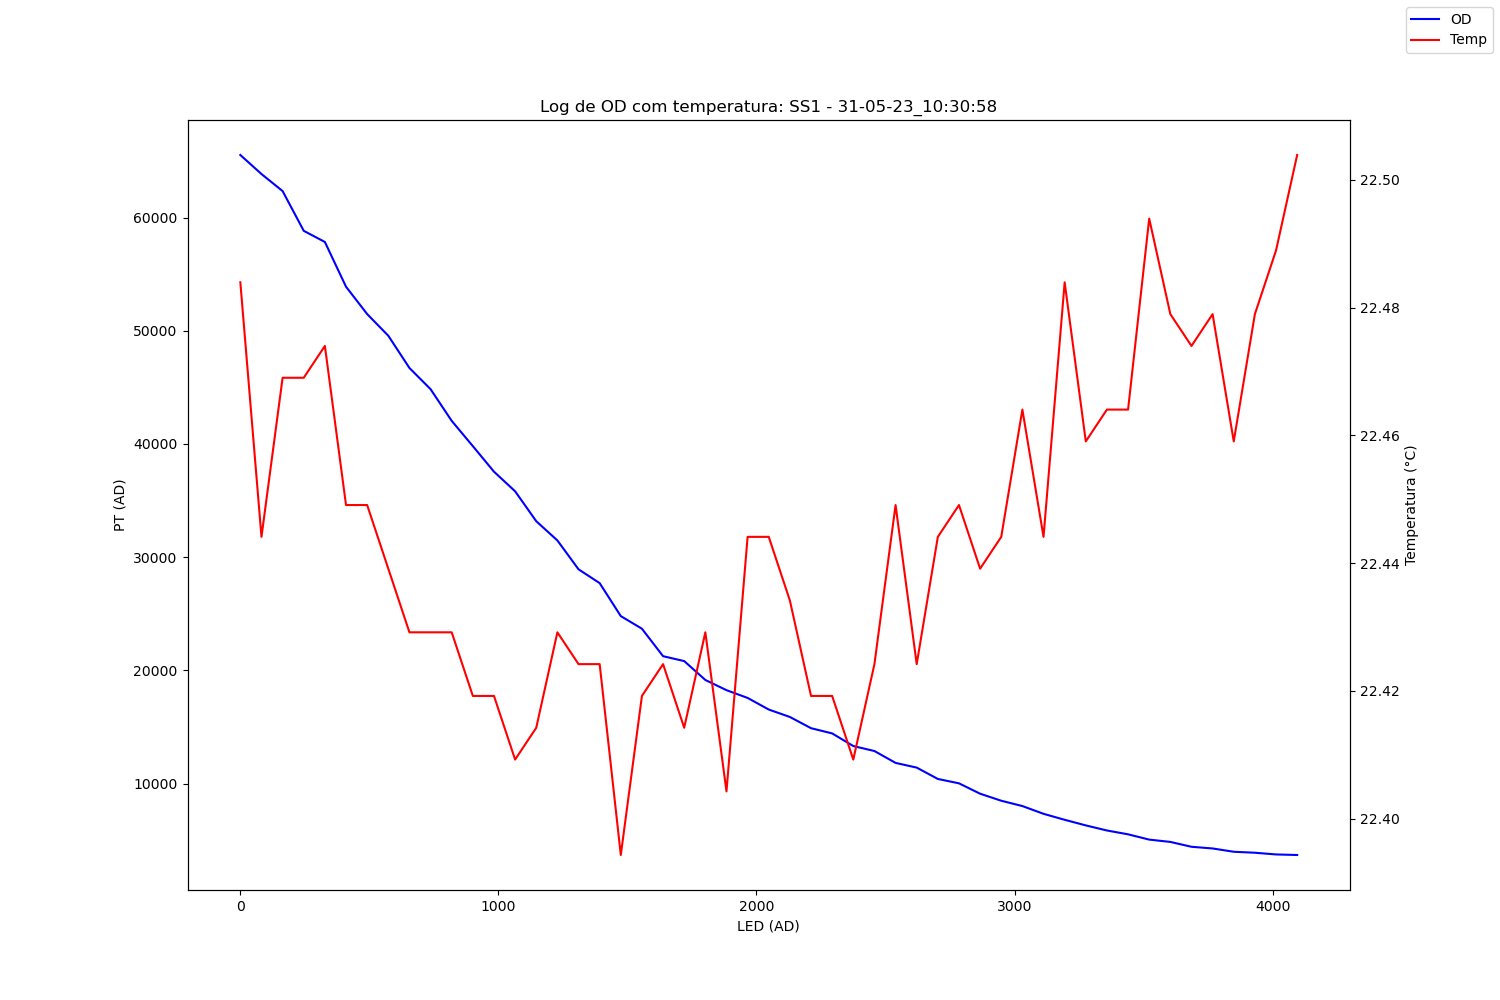 OD
Temp
Log de OD com temperatura: SS1 - 31-05-23_10:30:58
60000
50000
40000
30000
20000
10000
PT (AD)
22.50
22.48
22.46
22.44
22.42
22.40
Temperatura (°C)
0 1000 2000 3000 4000
LED (AD)